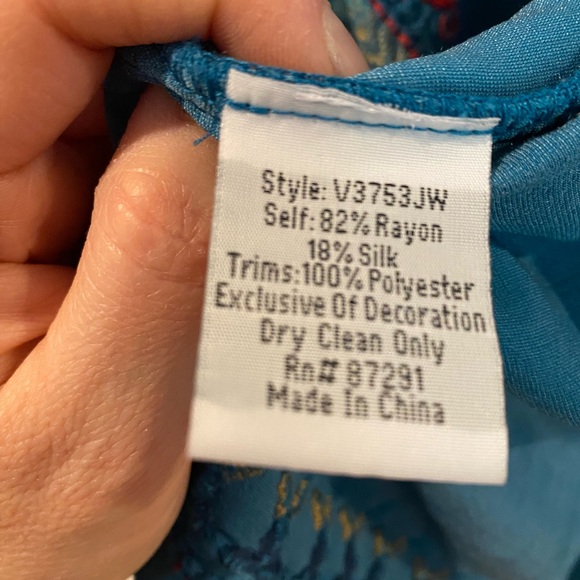 Style: V3753JW
Self: 82% Rayon
18% Silk
Trims:100% Polyester
Exclusive Of Decoration
Dry Clean Only
Rn# 87291
Made In China